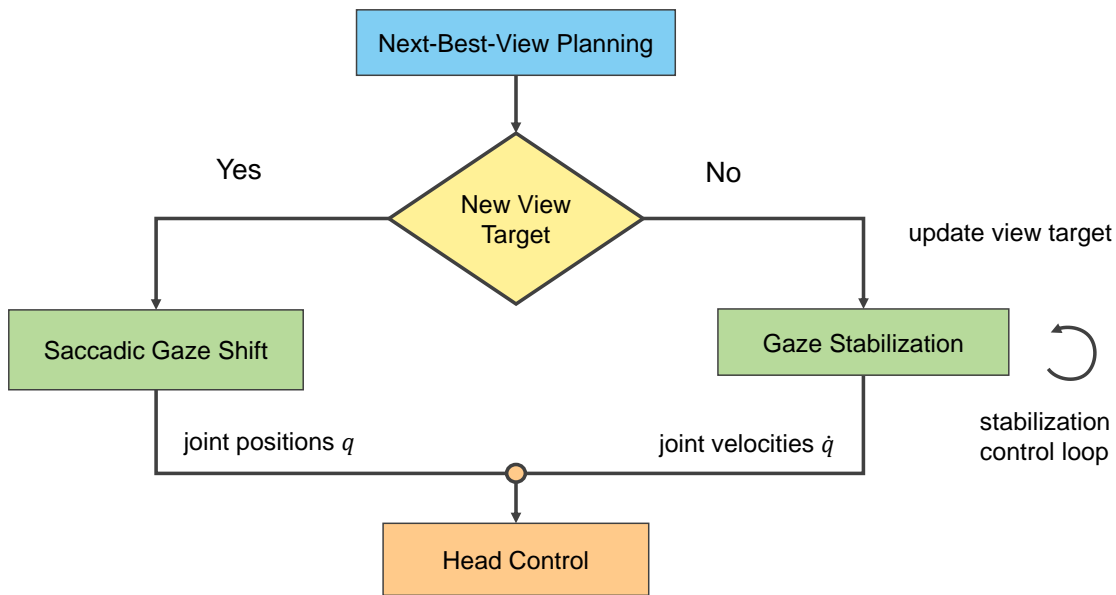 Next-Best-View Planning
Yes
No
New View
Target
update view target
Saccadic Gaze Shift
Gaze Stabilization
stabilization
control loop
joint positions q
joint velocities q̇
Head Control